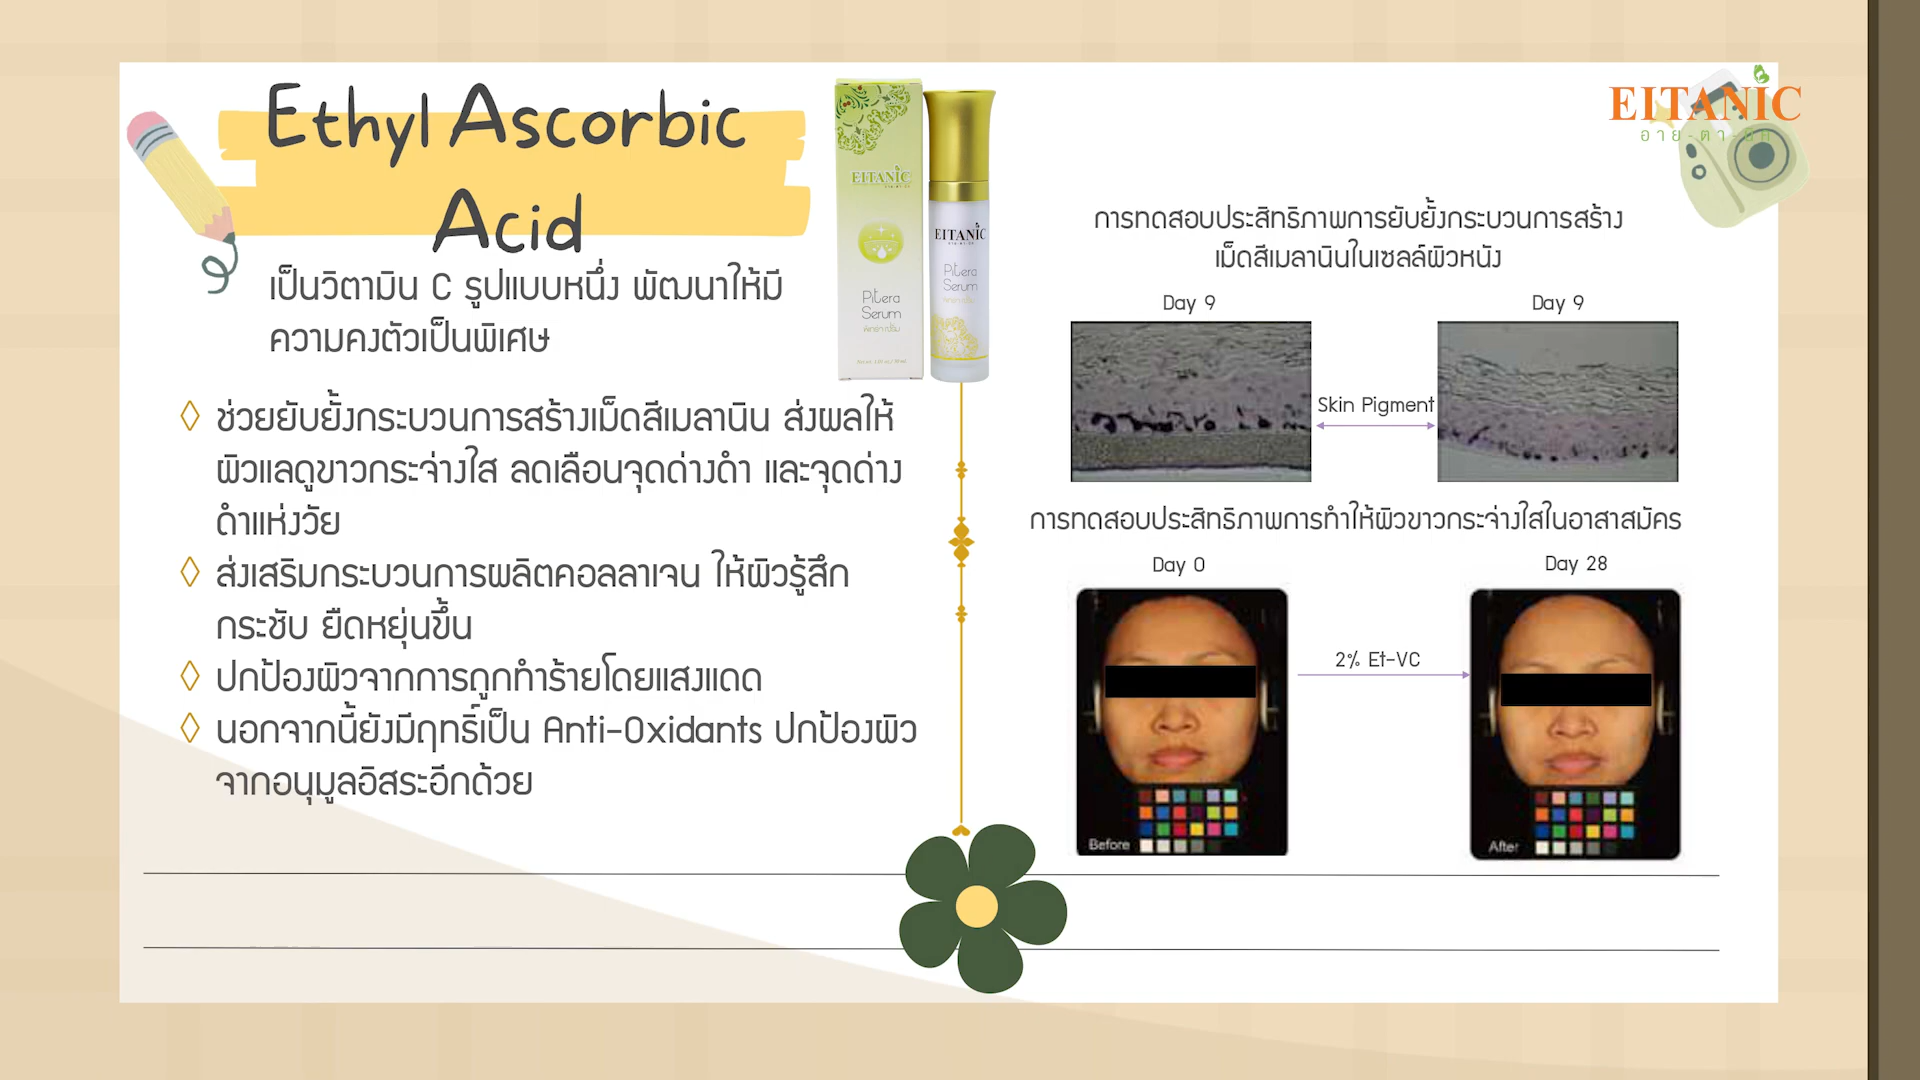 Ethyl Ascorbic
Acid
เป็นวิตามิน C รูปแบบหนึ่ง พัฒนาให้มี
ความคงตัวเป็นพิเศษ
ช่วยยับยั้งกระบวนการสร้างเม็ดสีเมลานิน ส่งผลให้
ผิวแลดูขาวกระจ่างใส ลดเลือนจุดด่างดำ และจุดด่าง
ดำแห่งวัย
ส่งเสริมกระบวนการผลิตคอลลาเจน ให้ผิวรู้สึก
กระชับ ยืดหยุ่นขึ้น
ปกป้องผิวจากการถูกทำร้ายโดยแสงแดด
นอกจากนี้ยังมีฤทธิ์เป็น Anti-Oxidants ปกป้องผิว
จากอนุมูลอิสระอีกด้วย
EITANIC
Pitera
Serum
EITANIC
Pitera
Serum
EITANIC
อาย-ตา-นิค
การทดสอบประสิทธิภาพการยับยั้งกระบวนการสร้าง
เม็ดสีเมลานินในเซลล์ผิวหนัง
Day 9
Day 9
Skin Pigment
การทดสอบประสิทธิภาพการทำให้ผิวขาวกระจ่างใสในอาสาสมัคร
Day 0
Day 28
2% Et-VC
Before
After